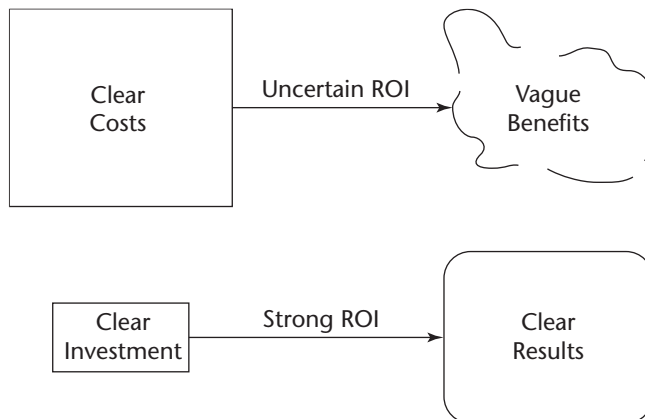 Clear
Costs
Uncertain ROI
Vague
Benefits
Clear
Investment
Strong ROI
Clear
Results